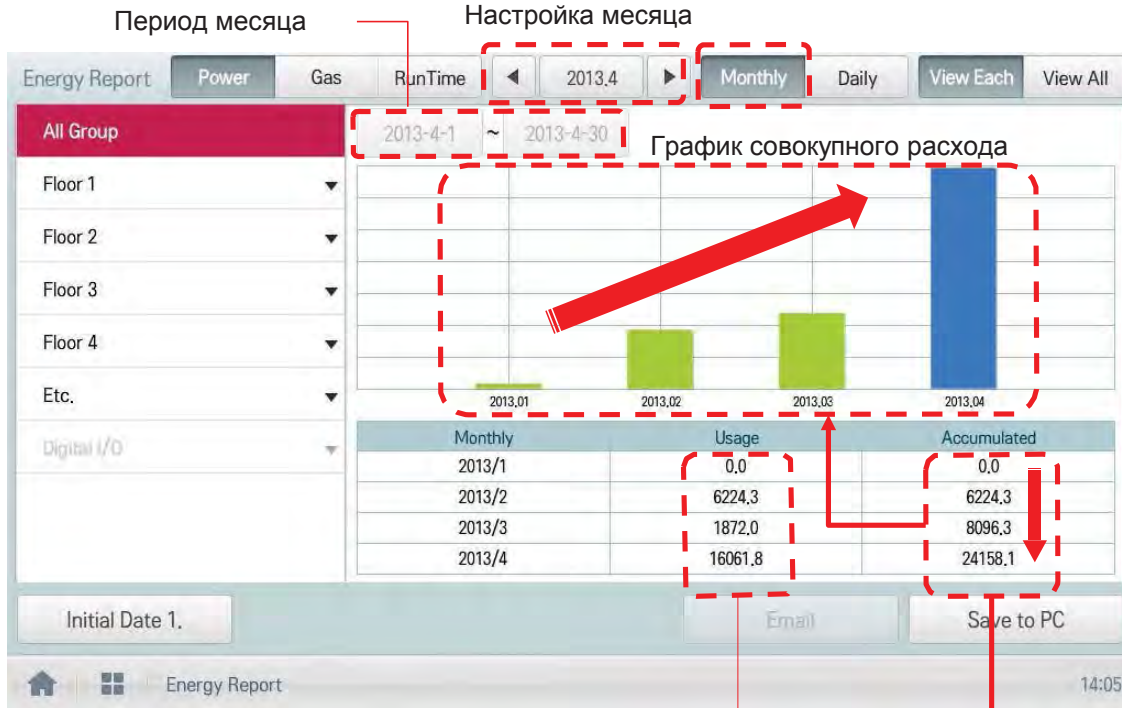 Период месяца
Настройка месяца
Energy Report Power Gas RunTime ◀ 2013.4 ▶ Monthly Daily View Each View All
All Group
2013-4-1 ~ 2013-4-30
График совокупного расхода
Floor 1
Floor 2
Floor 3
Floor 4
Etc.
Digital I/O
2013.01 2013.02 2013.03 2013.04
Monthly Usage Accumulated
2013/1 0.0 0.0
2013/2 6224.3 6224.3
2013/3 1872.0 8096.3
2013/4 16061.8 24158.1
Initial Date 1. Email Save to PC
Energy Report 14:05